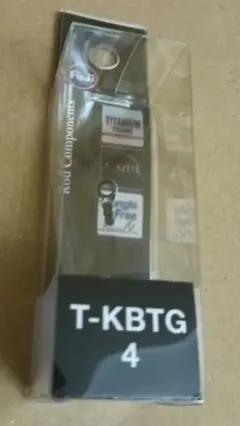 Fuji
Rod Components
TITANIUM
FRAME
Tangle
Free
T-KBTG
4